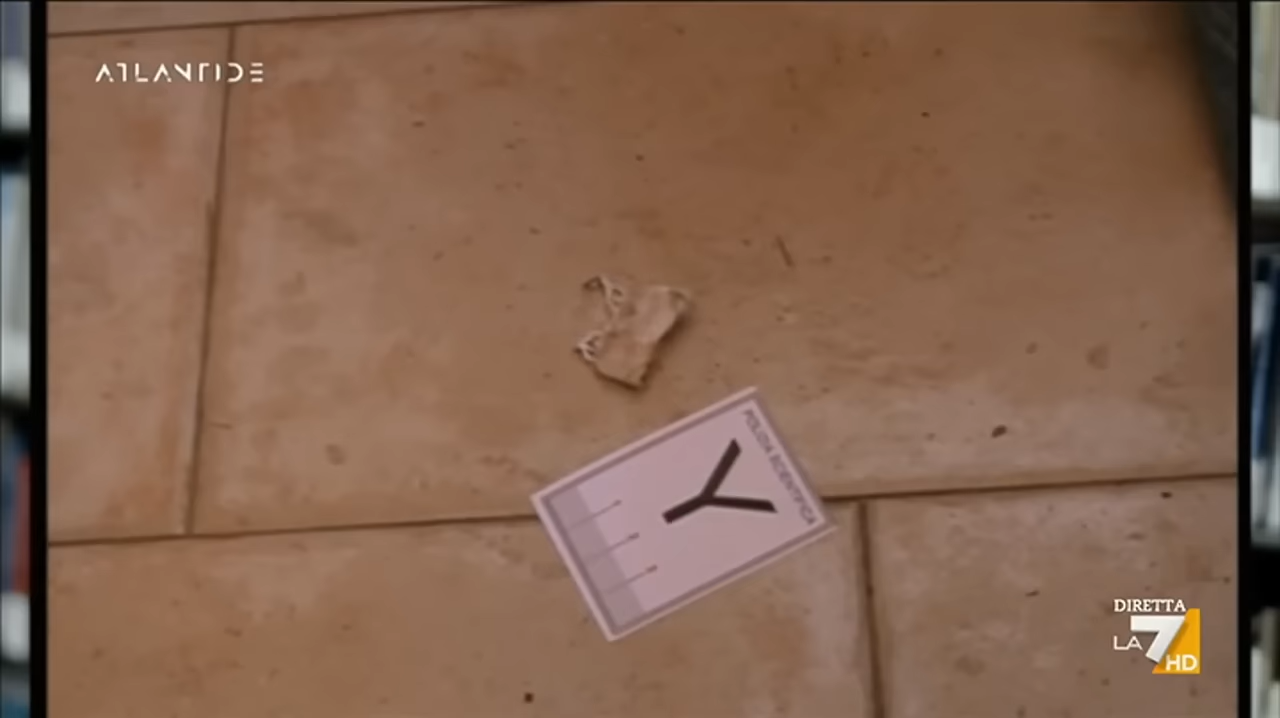 ATLANTIDE
POLIZIA SCIENTIFICA
Y
DIRETTA
LA7
HD